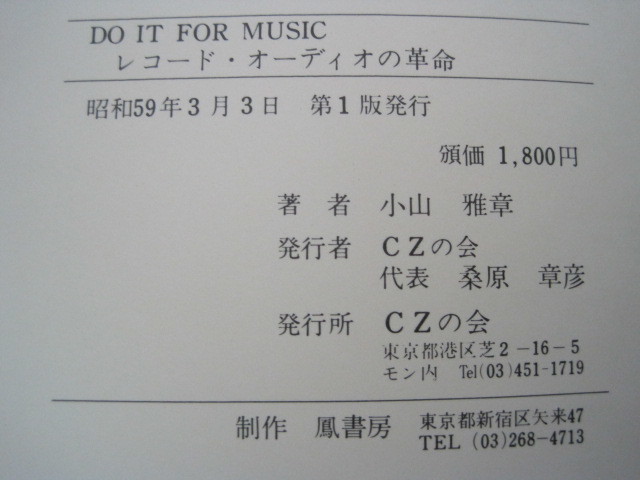 DO IT FOR MUSIC
レコード・オーディオの革命
昭和59年3月3日 第1版発行
頒価 1,800円
著者 小山 雅章
発行者 CZの会
代表 桑原 章彦
発行所 CZの会
東京都港区芝2-16-5
モン内 Tel(03)451-1719
制作 鳳書房 東京都新宿区矢来47
TEL (03)268-4713